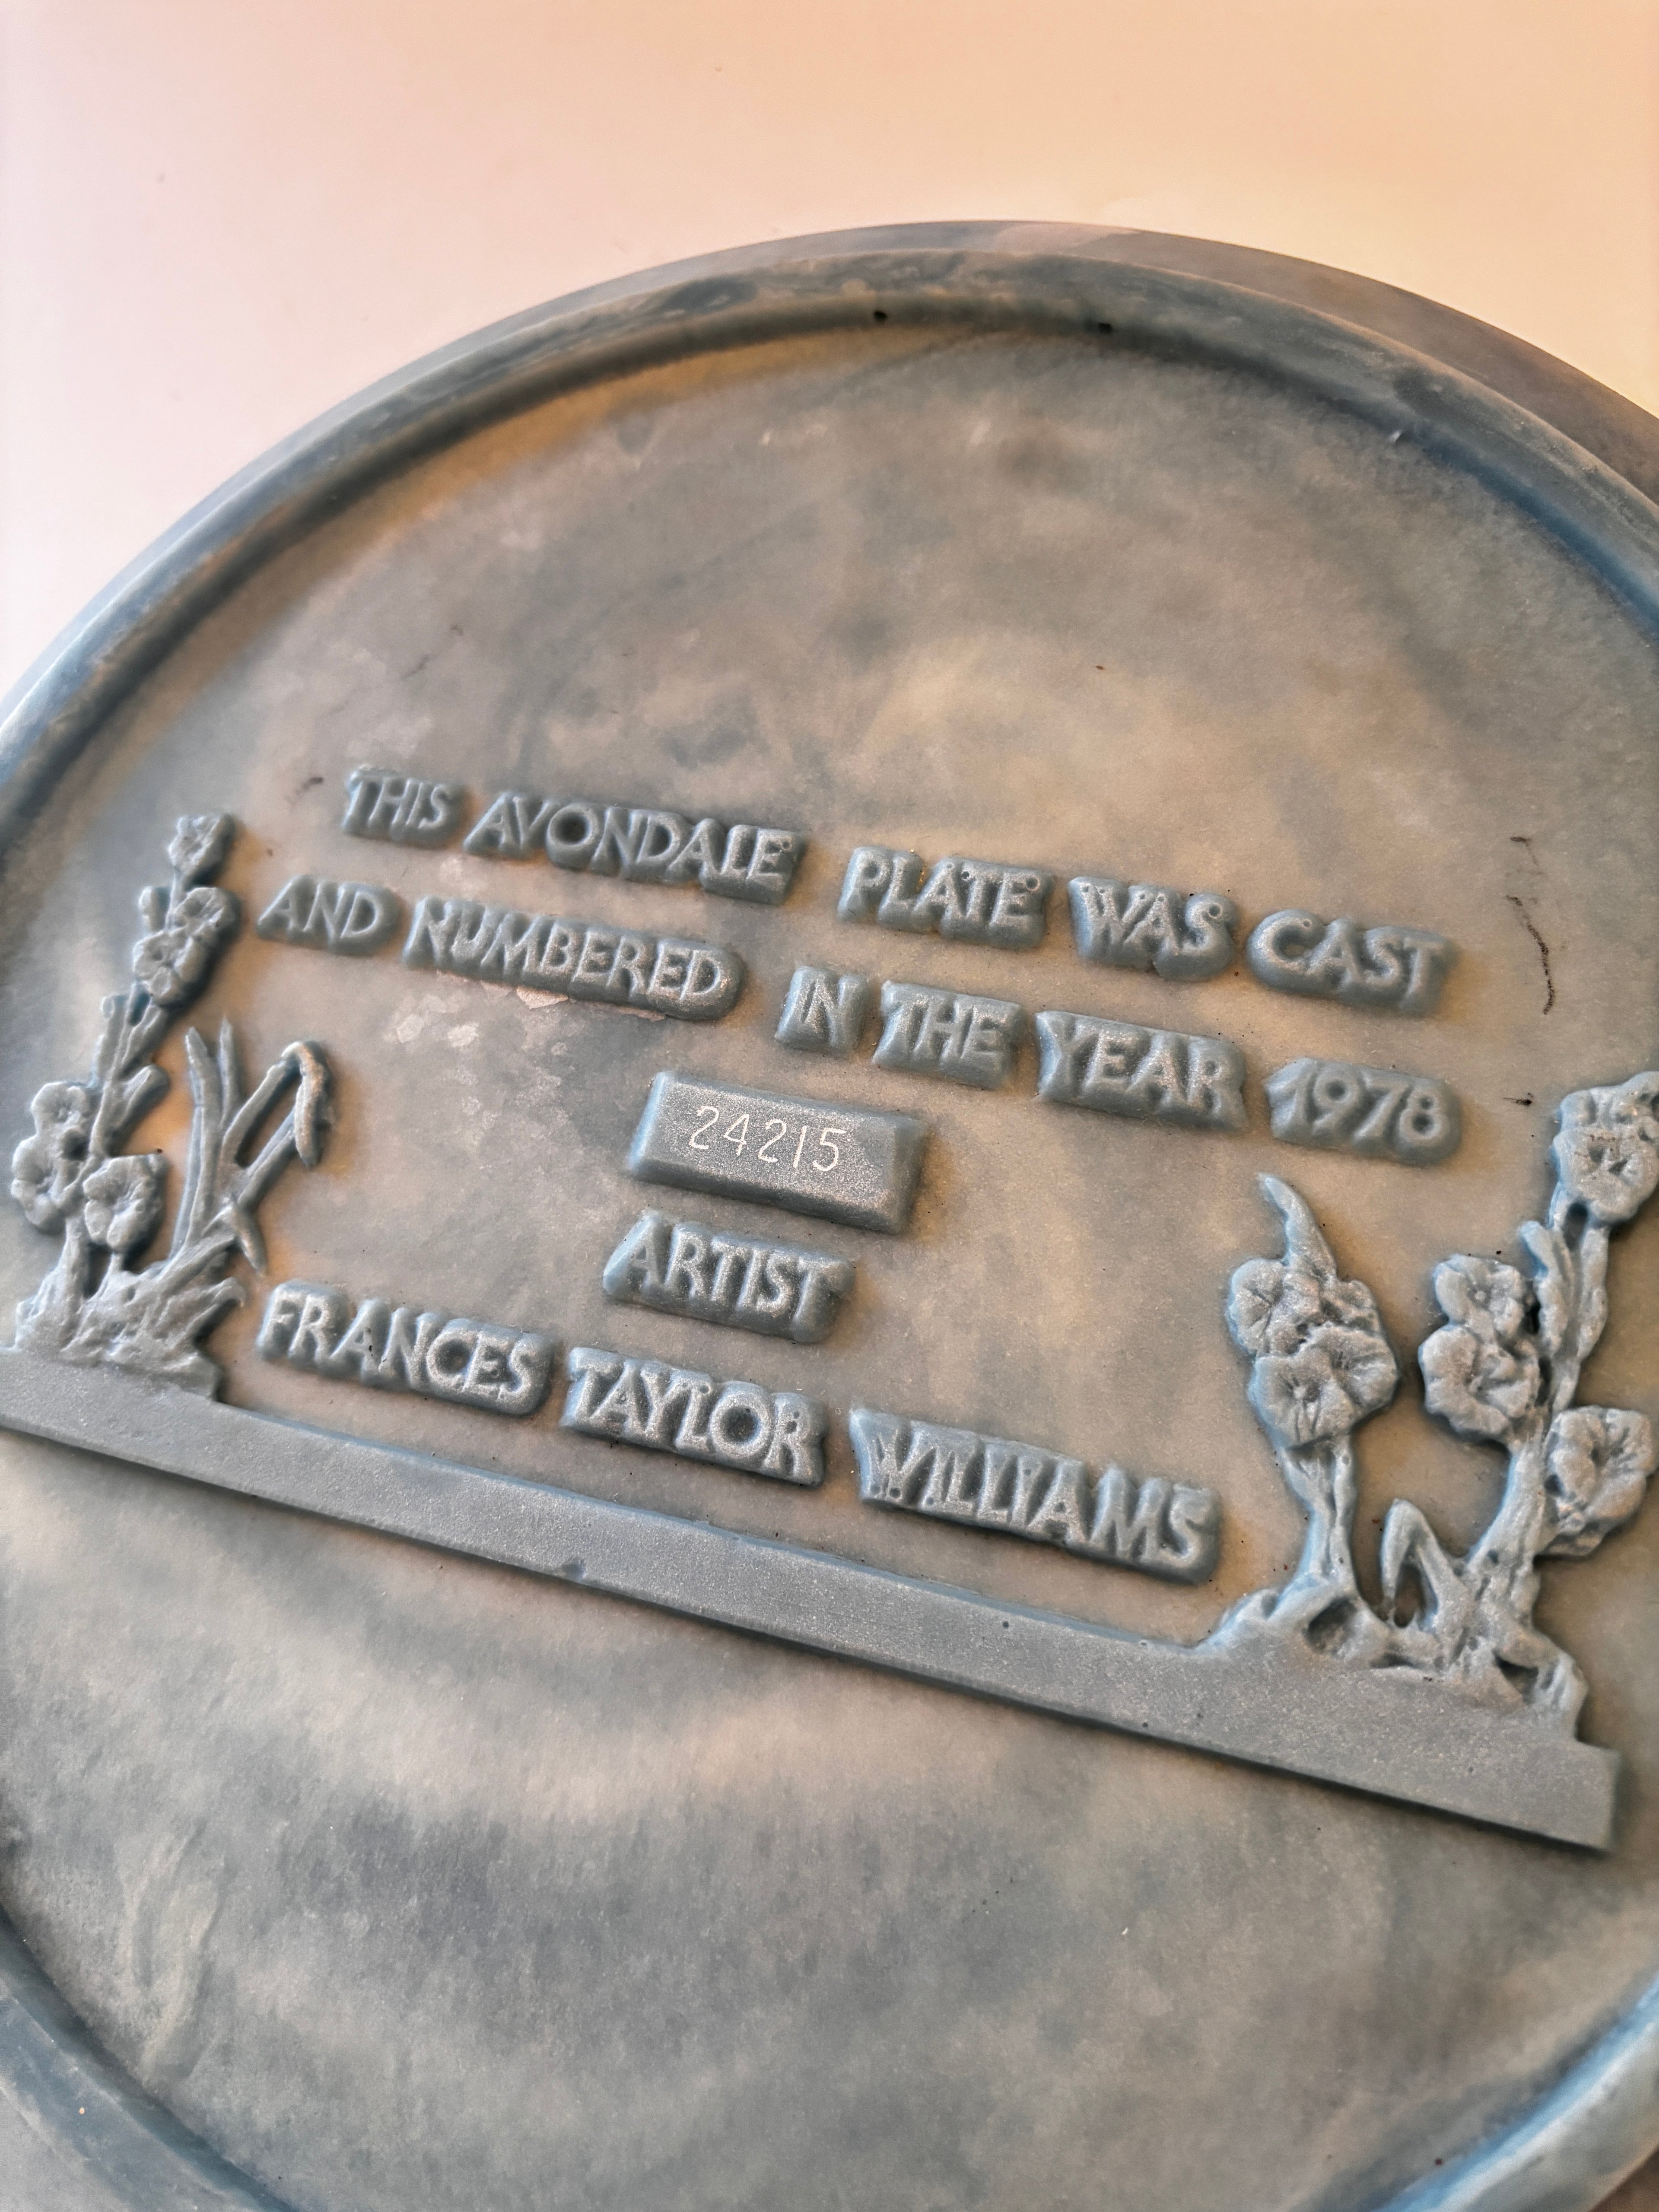 THIS AVONDALE PLATE WAS CAST
AND NUMBERED IN THE YEAR 1978
24215
ARTIST
FRANCES TAYLOR WILLIAMS